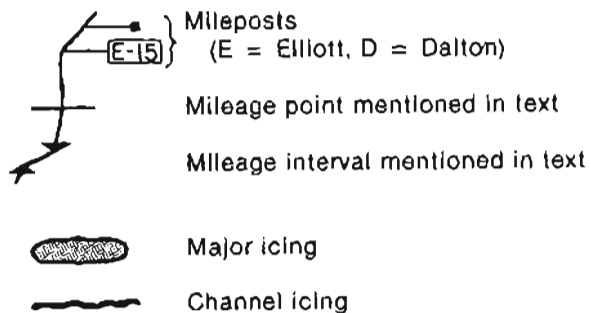 Mileposts
E-15
(E = Elliott, D = Dalton)
Mileage point mentioned in text
Mileage interval mentioned in text
Major icing
Channel icing